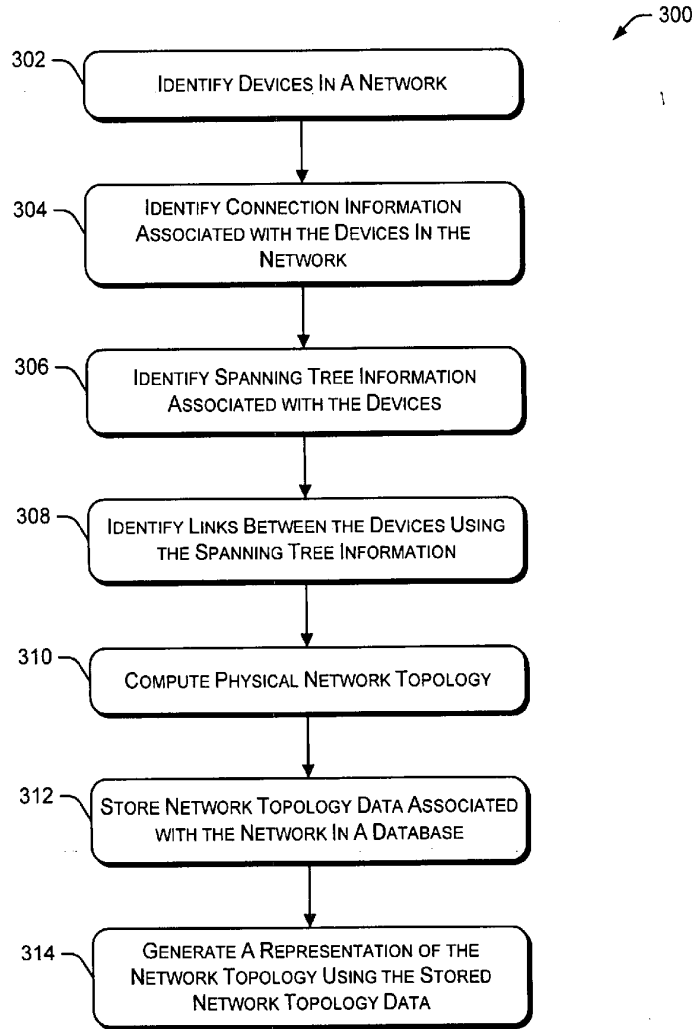 300
302
IDENTIFY DEVICES IN A NETWORK
304
IDENTIFY CONNECTION INFORMATION
ASSOCIATED WITH THE DEVICES IN THE
NETWORK
306
IDENTIFY SPANNING TREE INFORMATION
ASSOCIATED WITH THE DEVICES
308
IDENTIFY LINKS BETWEEN THE DEVICES USING
THE SPANNING TREE INFORMATION
310
COMPUTE PHYSICAL NETWORK TOPOLOGY
312
STORE NETWORK TOPOLOGY DATA ASSOCIATED
WITH THE NETWORK IN A DATABASE
314
GENERATE A REPRESENTATION OF THE
NETWORK TOPOLOGY USING THE STORED
NETWORK TOPOLOGY DATA